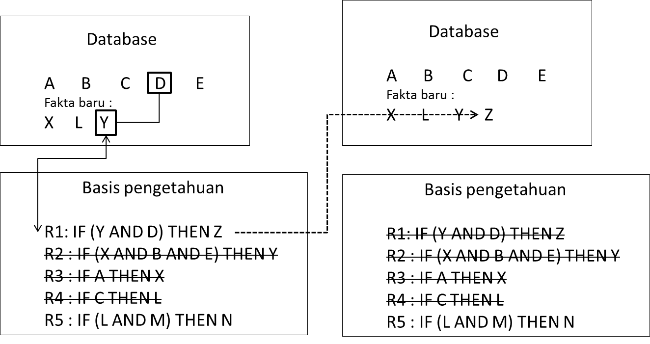 Database
A B C D E
Fakta baru :
X L Y
Basis pengetahuan
R1: IF (Y AND D) THEN Z
R2 : IF (X AND B AND E) THEN Y
R3 : IF A THEN X
R4 : IF C THEN L
R5 : IF (L AND M) THEN N
Database
A B C D E
Fakta baru :
X L Y Z
Basis pengetahuan
R1: IF (Y AND D) THEN Z
R2 : IF (X AND B AND E) THEN Y
R3 : IF A THEN X
R4 : IF C THEN L
R5 : IF (L AND M) THEN N